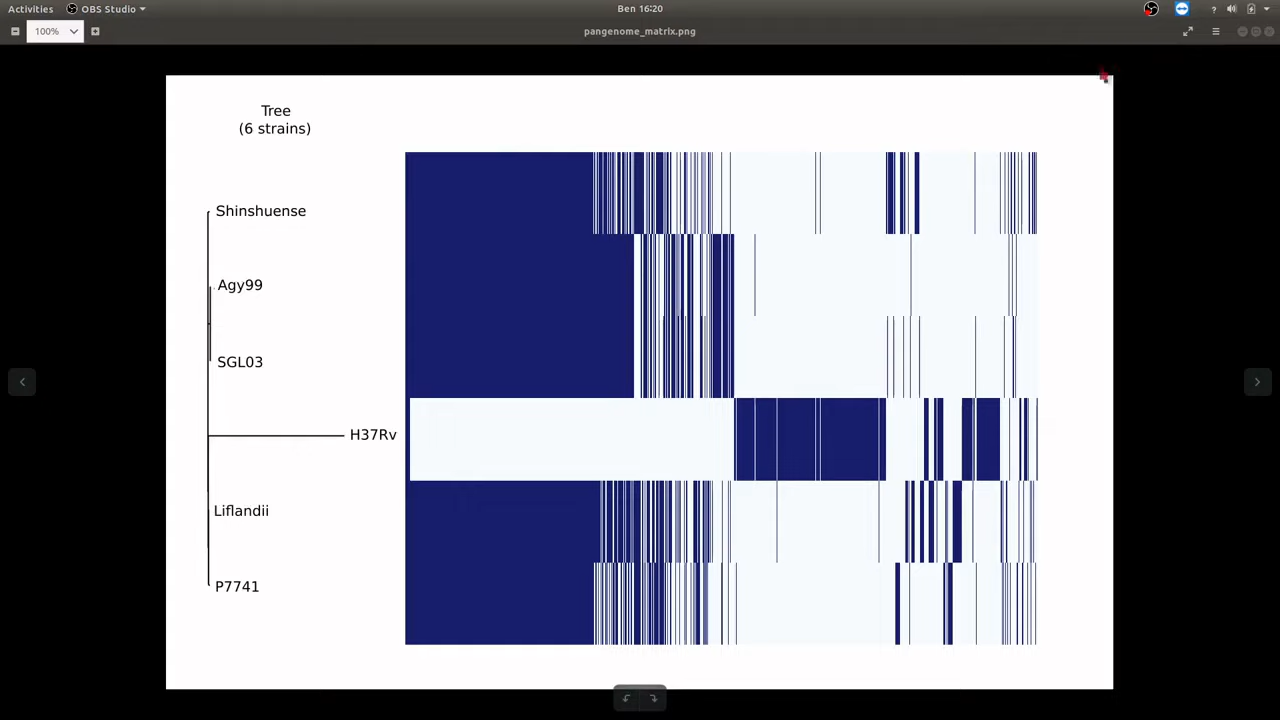 Activities
OBS Studio
Ben 16:20
?
100%
pangenome_matrix.png
Tree
(6 strains)
Shinshuense
Agy99
SGL03
H37Rv
Liflandii
P7741